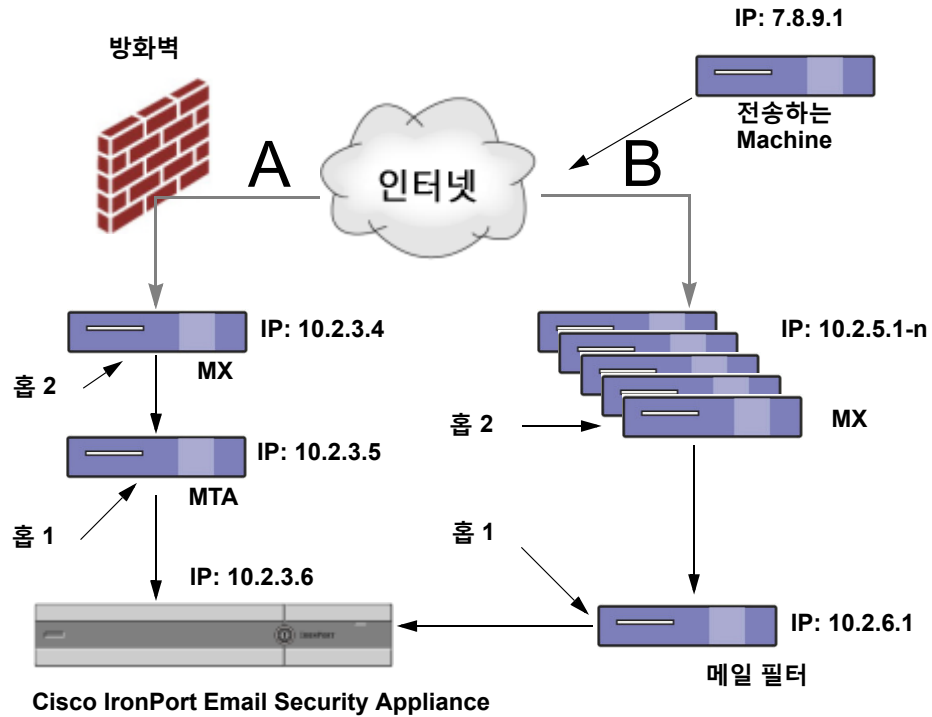 IP: 7.8.9.1
방화벽
전송하는
Machine
A
인터넷
B
IP: 10.2.3.4
MX
홉 2
IP: 10.2.5.1-n
MX
홉 2
IP: 10.2.3.5
MTA
홉 1
홉 1
IP: 10.2.3.6
IRONPORT
IP: 10.2.6.1
메일 필터
Cisco IronPort Email Security Appliance